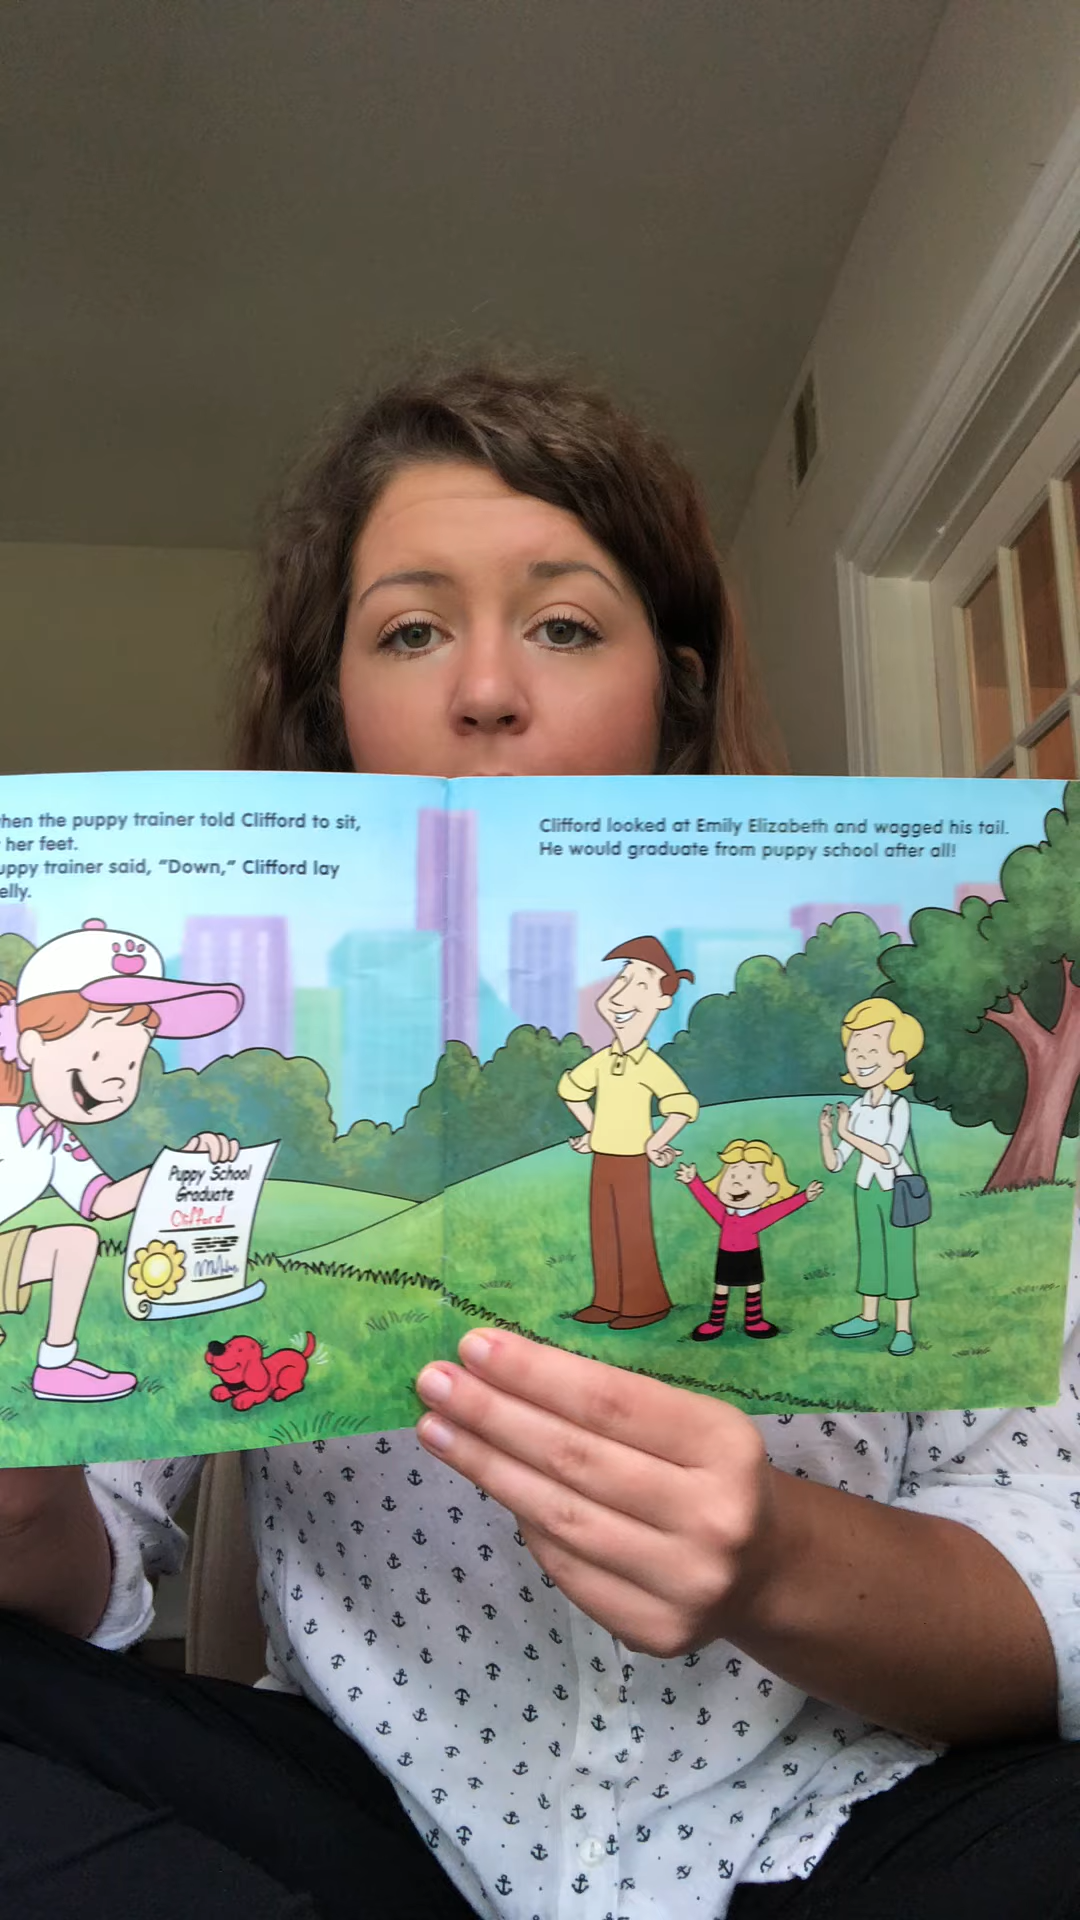 hen the puppy trainer told Clifford to sit,
her feet.
uppy trainer said, “Down,” Clifford lay
elly.
Clifford looked at Emily Elizabeth and wagged his tail.
He would graduate from puppy school after all!
Puppy School
Graduate
Clifford